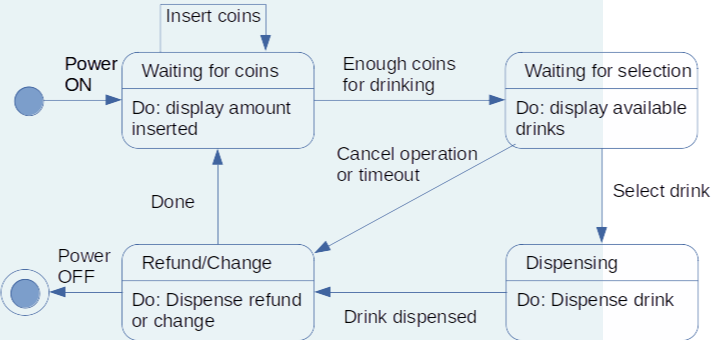 Insert coins
Power
ON
Waiting for coins
Do: display amount
inserted
Enough coins
for drinking
Waiting for selection
Do: display available
drinks
Cancel operation
or timeout
Done
Select drink
Power
OFF
Refund/Change
Do: Dispense refund
or change
Drink dispensed
Dispensing
Do: Dispense drink